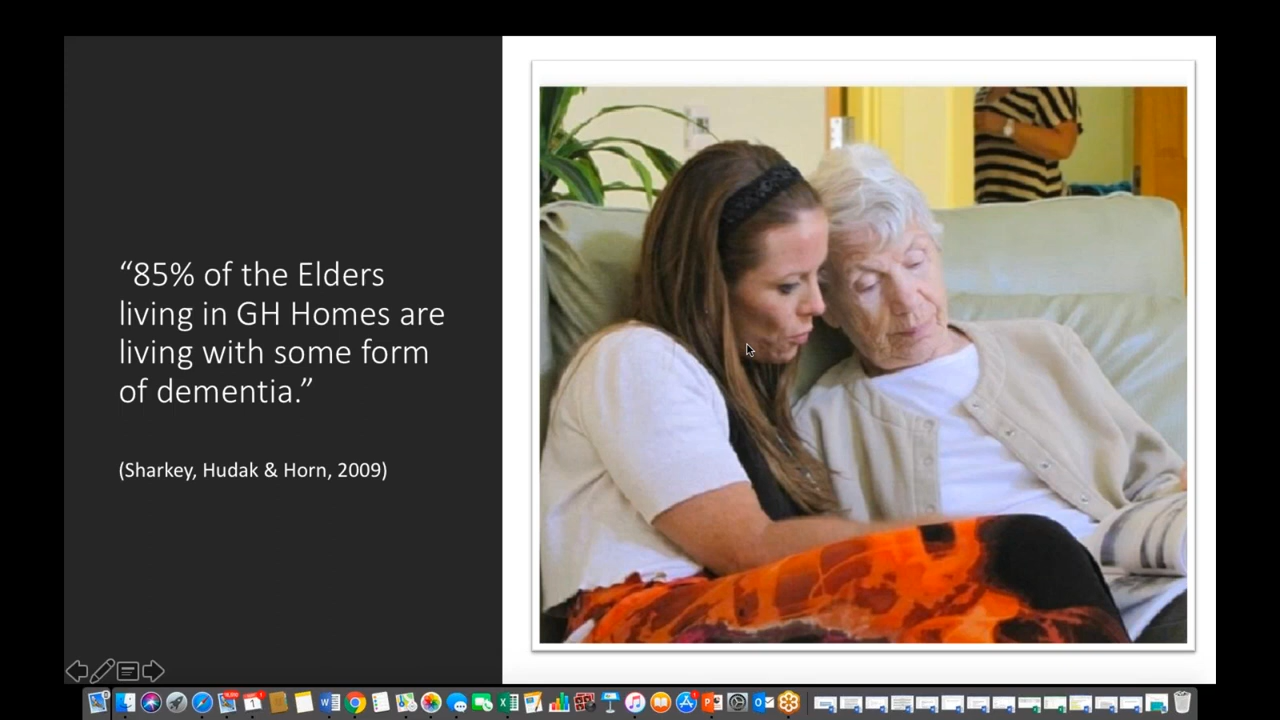 “85% of the Elders
living in GH Homes are
living with some form
of dementia.”
(Sharkey, Hudak & Horn, 2009)